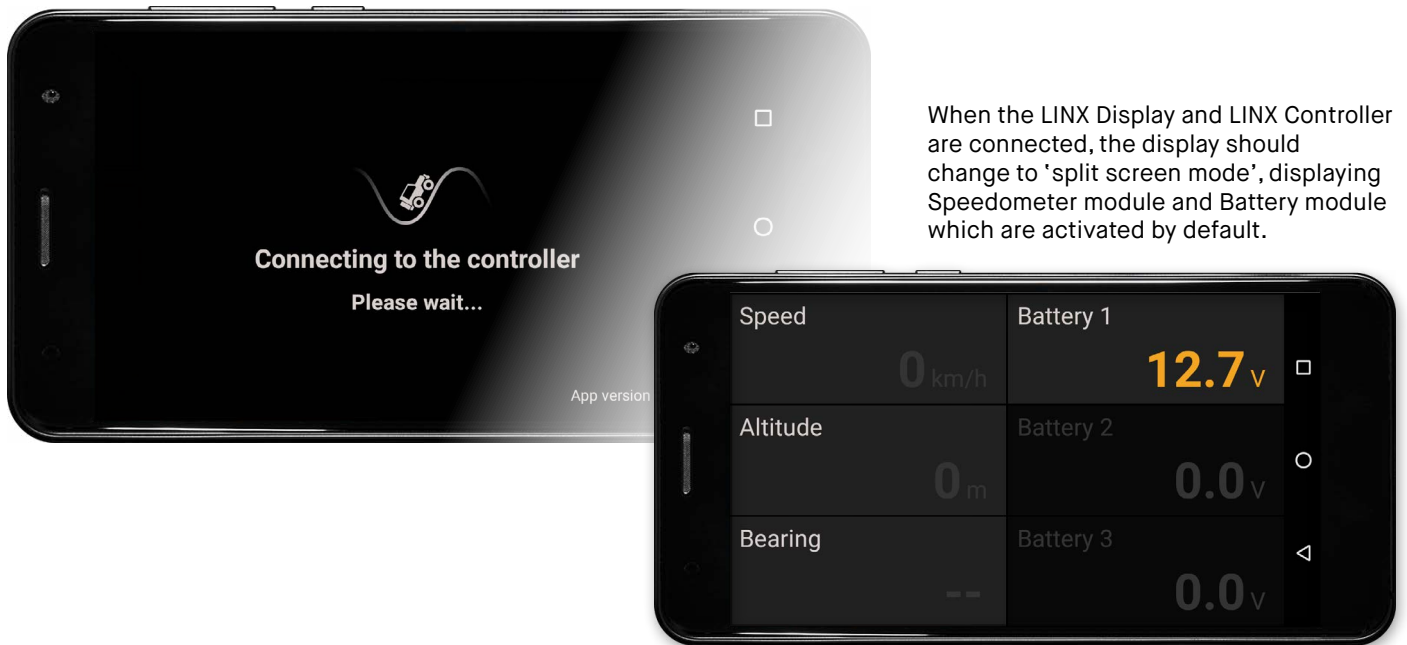 When the LINX Display and LINX Controller
are connected, the display should
change to ‘split screen mode’, displaying
Speedometer module and Battery module
which are activated by default.
Connecting to the controller
Please wait...
App version
Speed
0 km/h
Battery 1
12.7 V
Altitude
0 m
Battery 2
0.0 V
Bearing
--
Battery 3
0.0 V